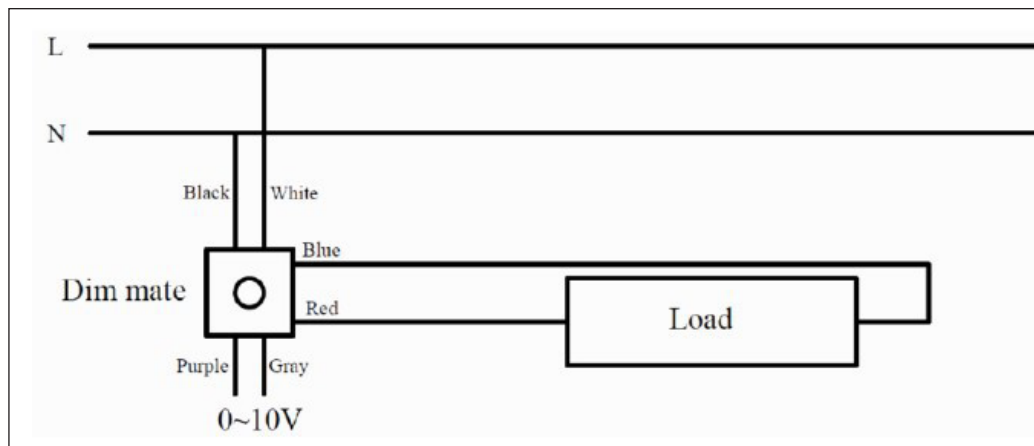 L
N
Black White
Blue
Dim mate
Red
Load
Purple Gray
0~10V